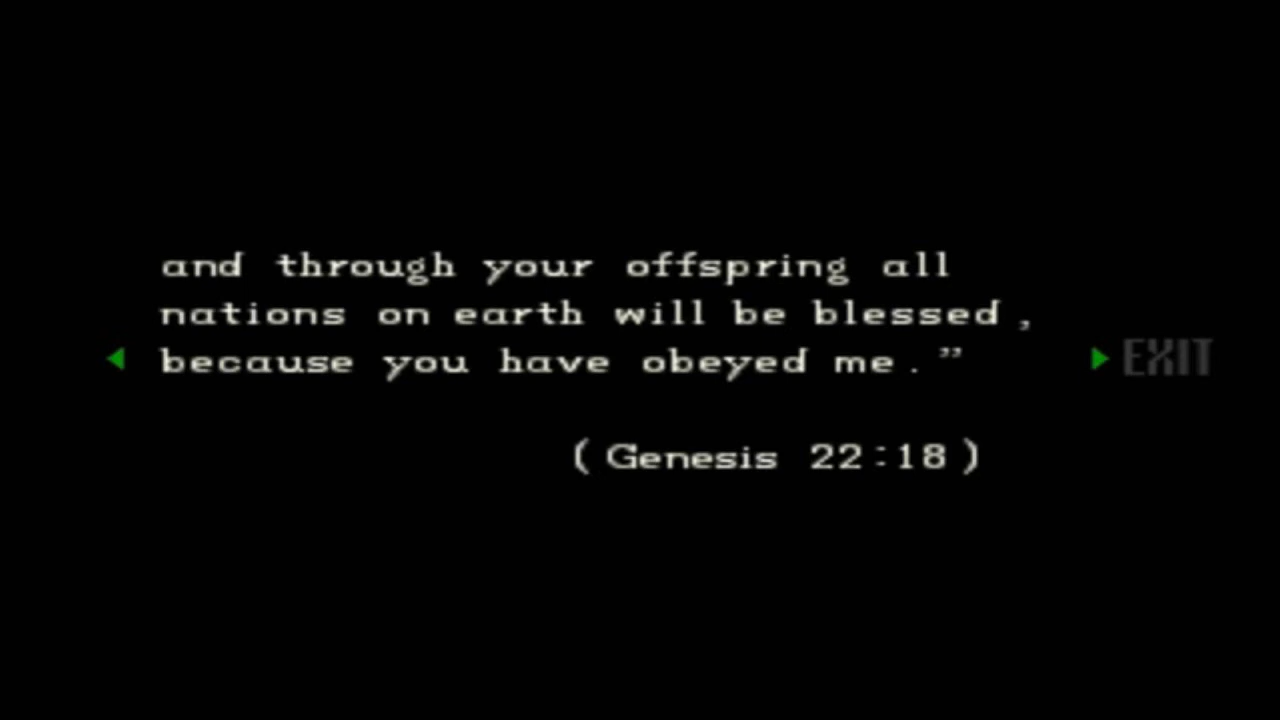 and through your offspring all
nations on earth will be blessed,
because you have obeyed me.”
EXIT
(Genesis 22:18)